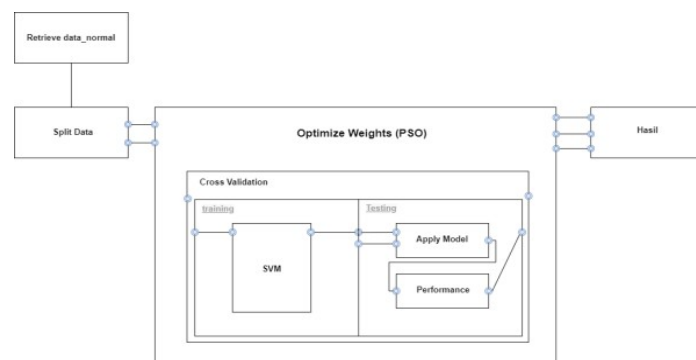 Retrieve data_normal
Split Data
Optimize Weights (PSO)
Hasil
Cross Validation
training
Testing
SVM
Apply Model
Performance